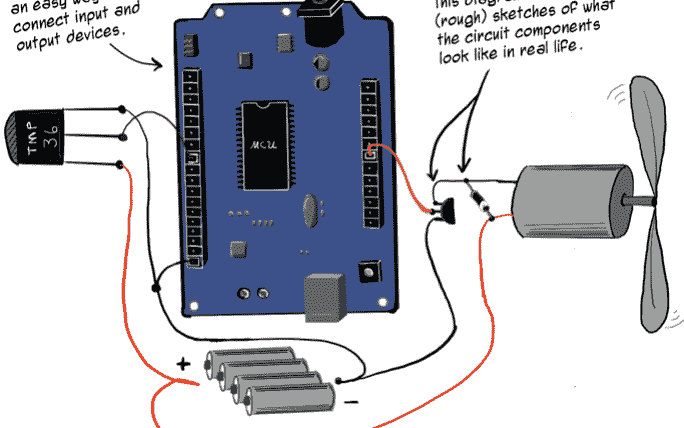 an easy way
connect input and
output devices.
(rough) sketches of what
the circuit components
look like in real life.
TMP
36
MCU
+
-